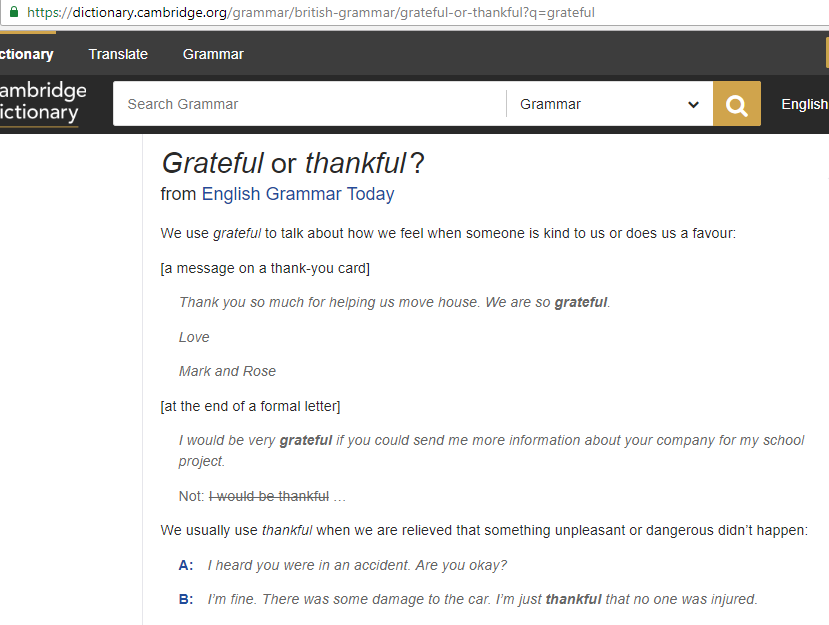 https://dictionary.cambridge.org/grammar/british-grammar/grateful-or-thankful?q=grateful
ctionary Translate Grammar
ambridge
ictionary
Search Grammar Grammar English
Grateful or thankful?
from English Grammar Today
We use grateful to talk about how we feel when someone is kind to us or does us a favour:
[a message on a thank-you card]
Thank you so much for helping us move house. We are so grateful.
Love
Mark and Rose
[at the end of a formal letter]
I would be very grateful if you could send me more information about your company for my school
project.
Not: I would be thankful …
We usually use thankful when we are relieved that something unpleasant or dangerous didn’t happen:
A: I heard you were in an accident. Are you okay?
B: I’m fine. There was some damage to the car. I’m just thankful that no one was injured.